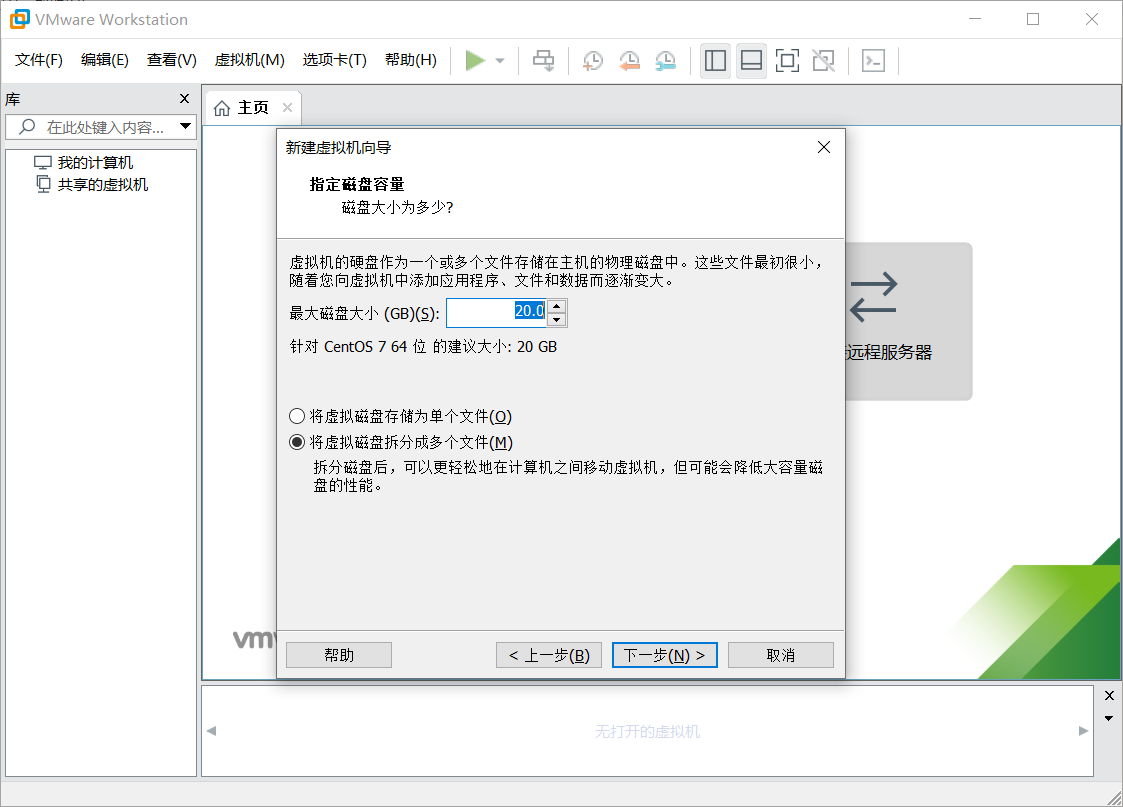 VMware Workstation
文件(F) 编辑(E) 查看(V) 虚拟机(M) 选项卡(T) 帮助(H)
库
在此处键入内容...
我的计算机
共享的虚拟机
主页
新建虚拟机向导
指定磁盘容量
磁盘大小为多少?
虚拟机的硬盘作为一个或多个文件存储在主机的物理磁盘中。这些文件最初很小，
随着您向虚拟机中添加应用程序、文件和数据而逐渐变大。
最大磁盘大小 (GB)(S): 20.0
针对 CentOS 7 64 位 的建议大小: 20 GB
将虚拟磁盘存储为单个文件(O)
将虚拟磁盘拆分成多个文件(M)
拆分磁盘后，可以更轻松地在计算机之间移动虚拟机，但可能会降低大容量磁
盘的性能。
远程服务器
vm
帮助 < 上一步(B) 下一步(N) > 取消
无打开的虚拟机